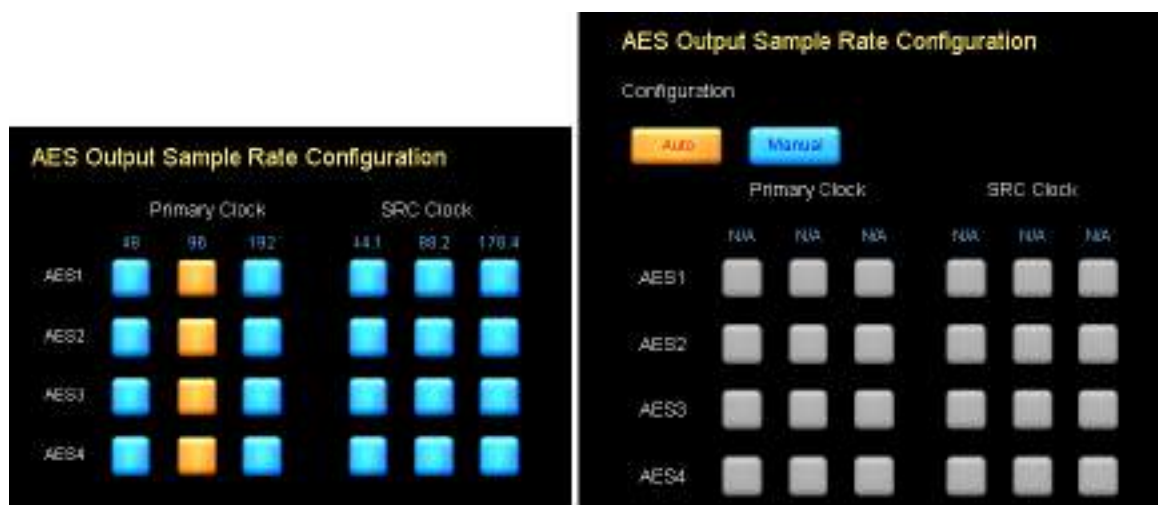 AES Output Sample Rate Configuration
Primary Clock SRC Clock
48 96 192 44.1 88.2 176.4
AES1
AES2
AES3
AES4
AES Output Sample Rate Configuration
Configuration
Auto Manual
Primary Clock SRC Clock
N/A N/A N/A N/A N/A N/A
AES1
AES2
AES3
AES4